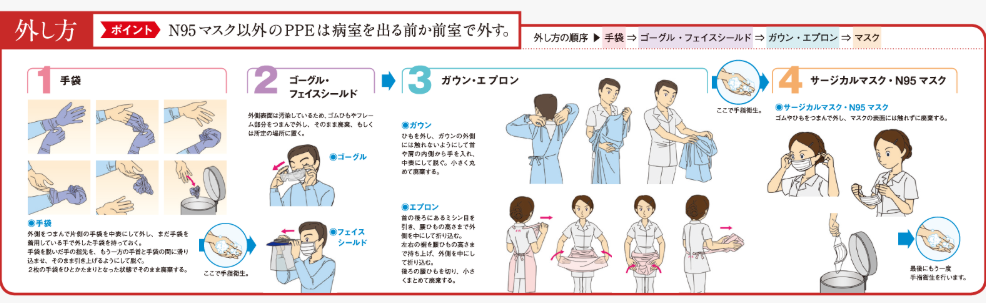 外し方
ポイント
N95マスク以外のPPEは病室を出る前か前室で外す。
外し方の順序 ▶ 手袋 ⇒ ゴーグル・フェイスシールド ⇒ ガウン・エプロン ⇒ マスク
1 手袋
◉手袋
外側をつまんで片側の手袋を中表にして外し、まだ手袋を
着用している手で外した手袋を持っておく。
手袋を脱いだ手の指先を、もう一方の手首と手袋の間に滑り
込ませ、そのまま引き上げるようにして脱ぐ。
2枚の手袋をひとかたまりとなった状態でそのまま廃棄する。
ここで手指衛生。
2 ゴーグル・
フェイスシールド
外側表面は汚染しているため、ゴムひもやフレー
ム部分をつまんで外し、そのまま廃棄、もしく
は所定の場所に置く。
◉ゴーグル
◉フェイス
シールド
3 ガウン・エプロン
◉ガウン
ひもを外し、ガウンの外側
には触れないようにして首
や肩の内側から手を入れ、
中表にして脱ぐ。小さく丸
めて廃棄する。
◉エプロン
首の後ろにあるミシン目を
引き、腰ひもの高さまで外
側を中にして折り込む。
左右の裾を腰ひもの高さま
で持ち上げ、外側を中にし
て折り込む。
後ろの腰ひもを切り、小さ
くまとめて廃棄する。
ここで手指衛生。
4 サージカルマスク・N95マスク
◉サージカルマスク・N95マスク
ゴムやひもをつまんで外し、マスクの表面には触れずに廃棄する。
最後にもう一度
手指衛生を行います。